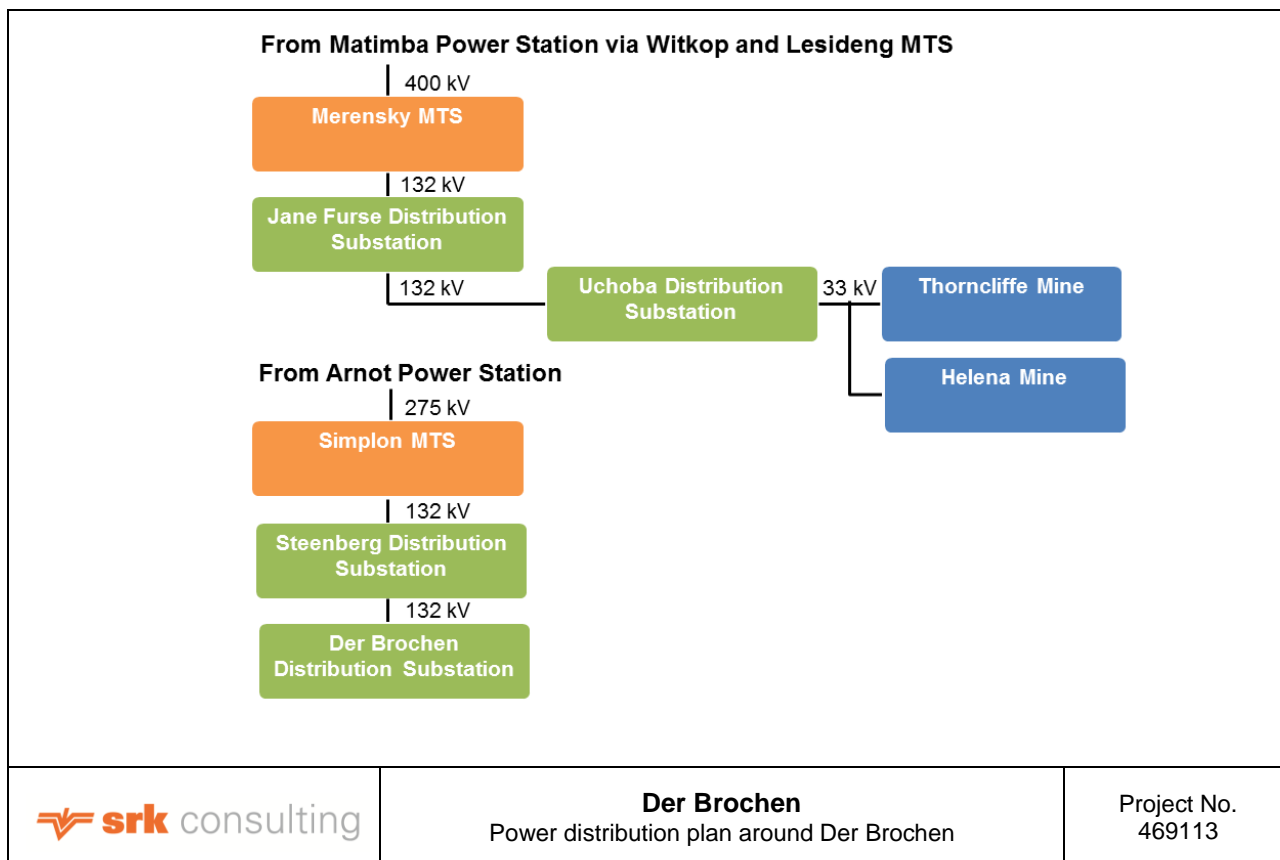 From Matimba Power Station via Witkop and Lesideng MTS
400 kV
Merensky MTS
132 kV
Jane Furse Distribution
Substation
132 kV
Uchoba Distribution
Substation
33 kV
Thorncliffe Mine
Helena Mine
From Arnot Power Station
275 kV
Simplon MTS
132 kV
Steenberg Distribution
Substation
132 kV
Der Brochen
Distribution Substation
srk consulting
Der Brochen
Power distribution plan around Der Brochen
Project No.
469113